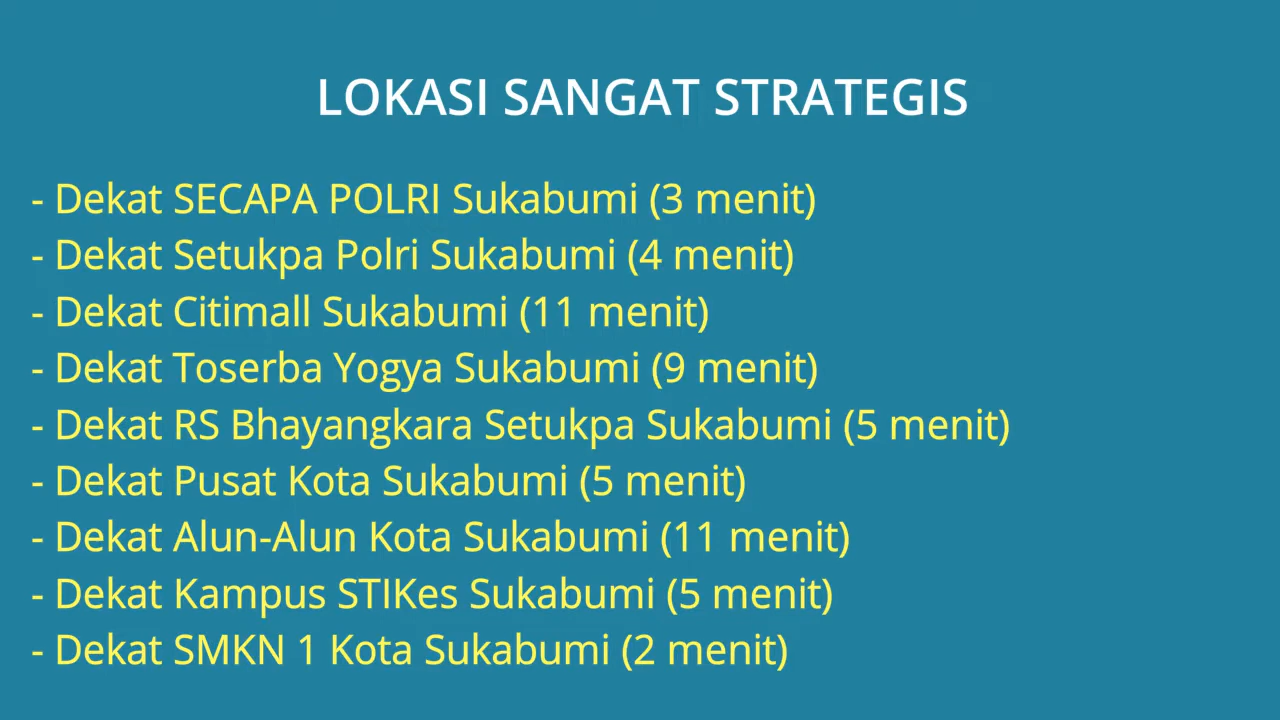 LOKASI SANGAT STRATEGIS
- Dekat SECAPA POLRI Sukabumi (3 menit)
- Dekat Setukpa Polri Sukabumi (4 menit)
- Dekat Citimall Sukabumi (11 menit)
- Dekat Toserba Yogya Sukabumi (9 menit)
- Dekat RS Bhayangkara Setukpa Sukabumi (5 menit)
- Dekat Pusat Kota Sukabumi (5 menit)
- Dekat Alun-Alun Kota Sukabumi (11 menit)
- Dekat Kampus STIKes Sukabumi (5 menit)
- Dekat SMKN 1 Kota Sukabumi (2 menit)